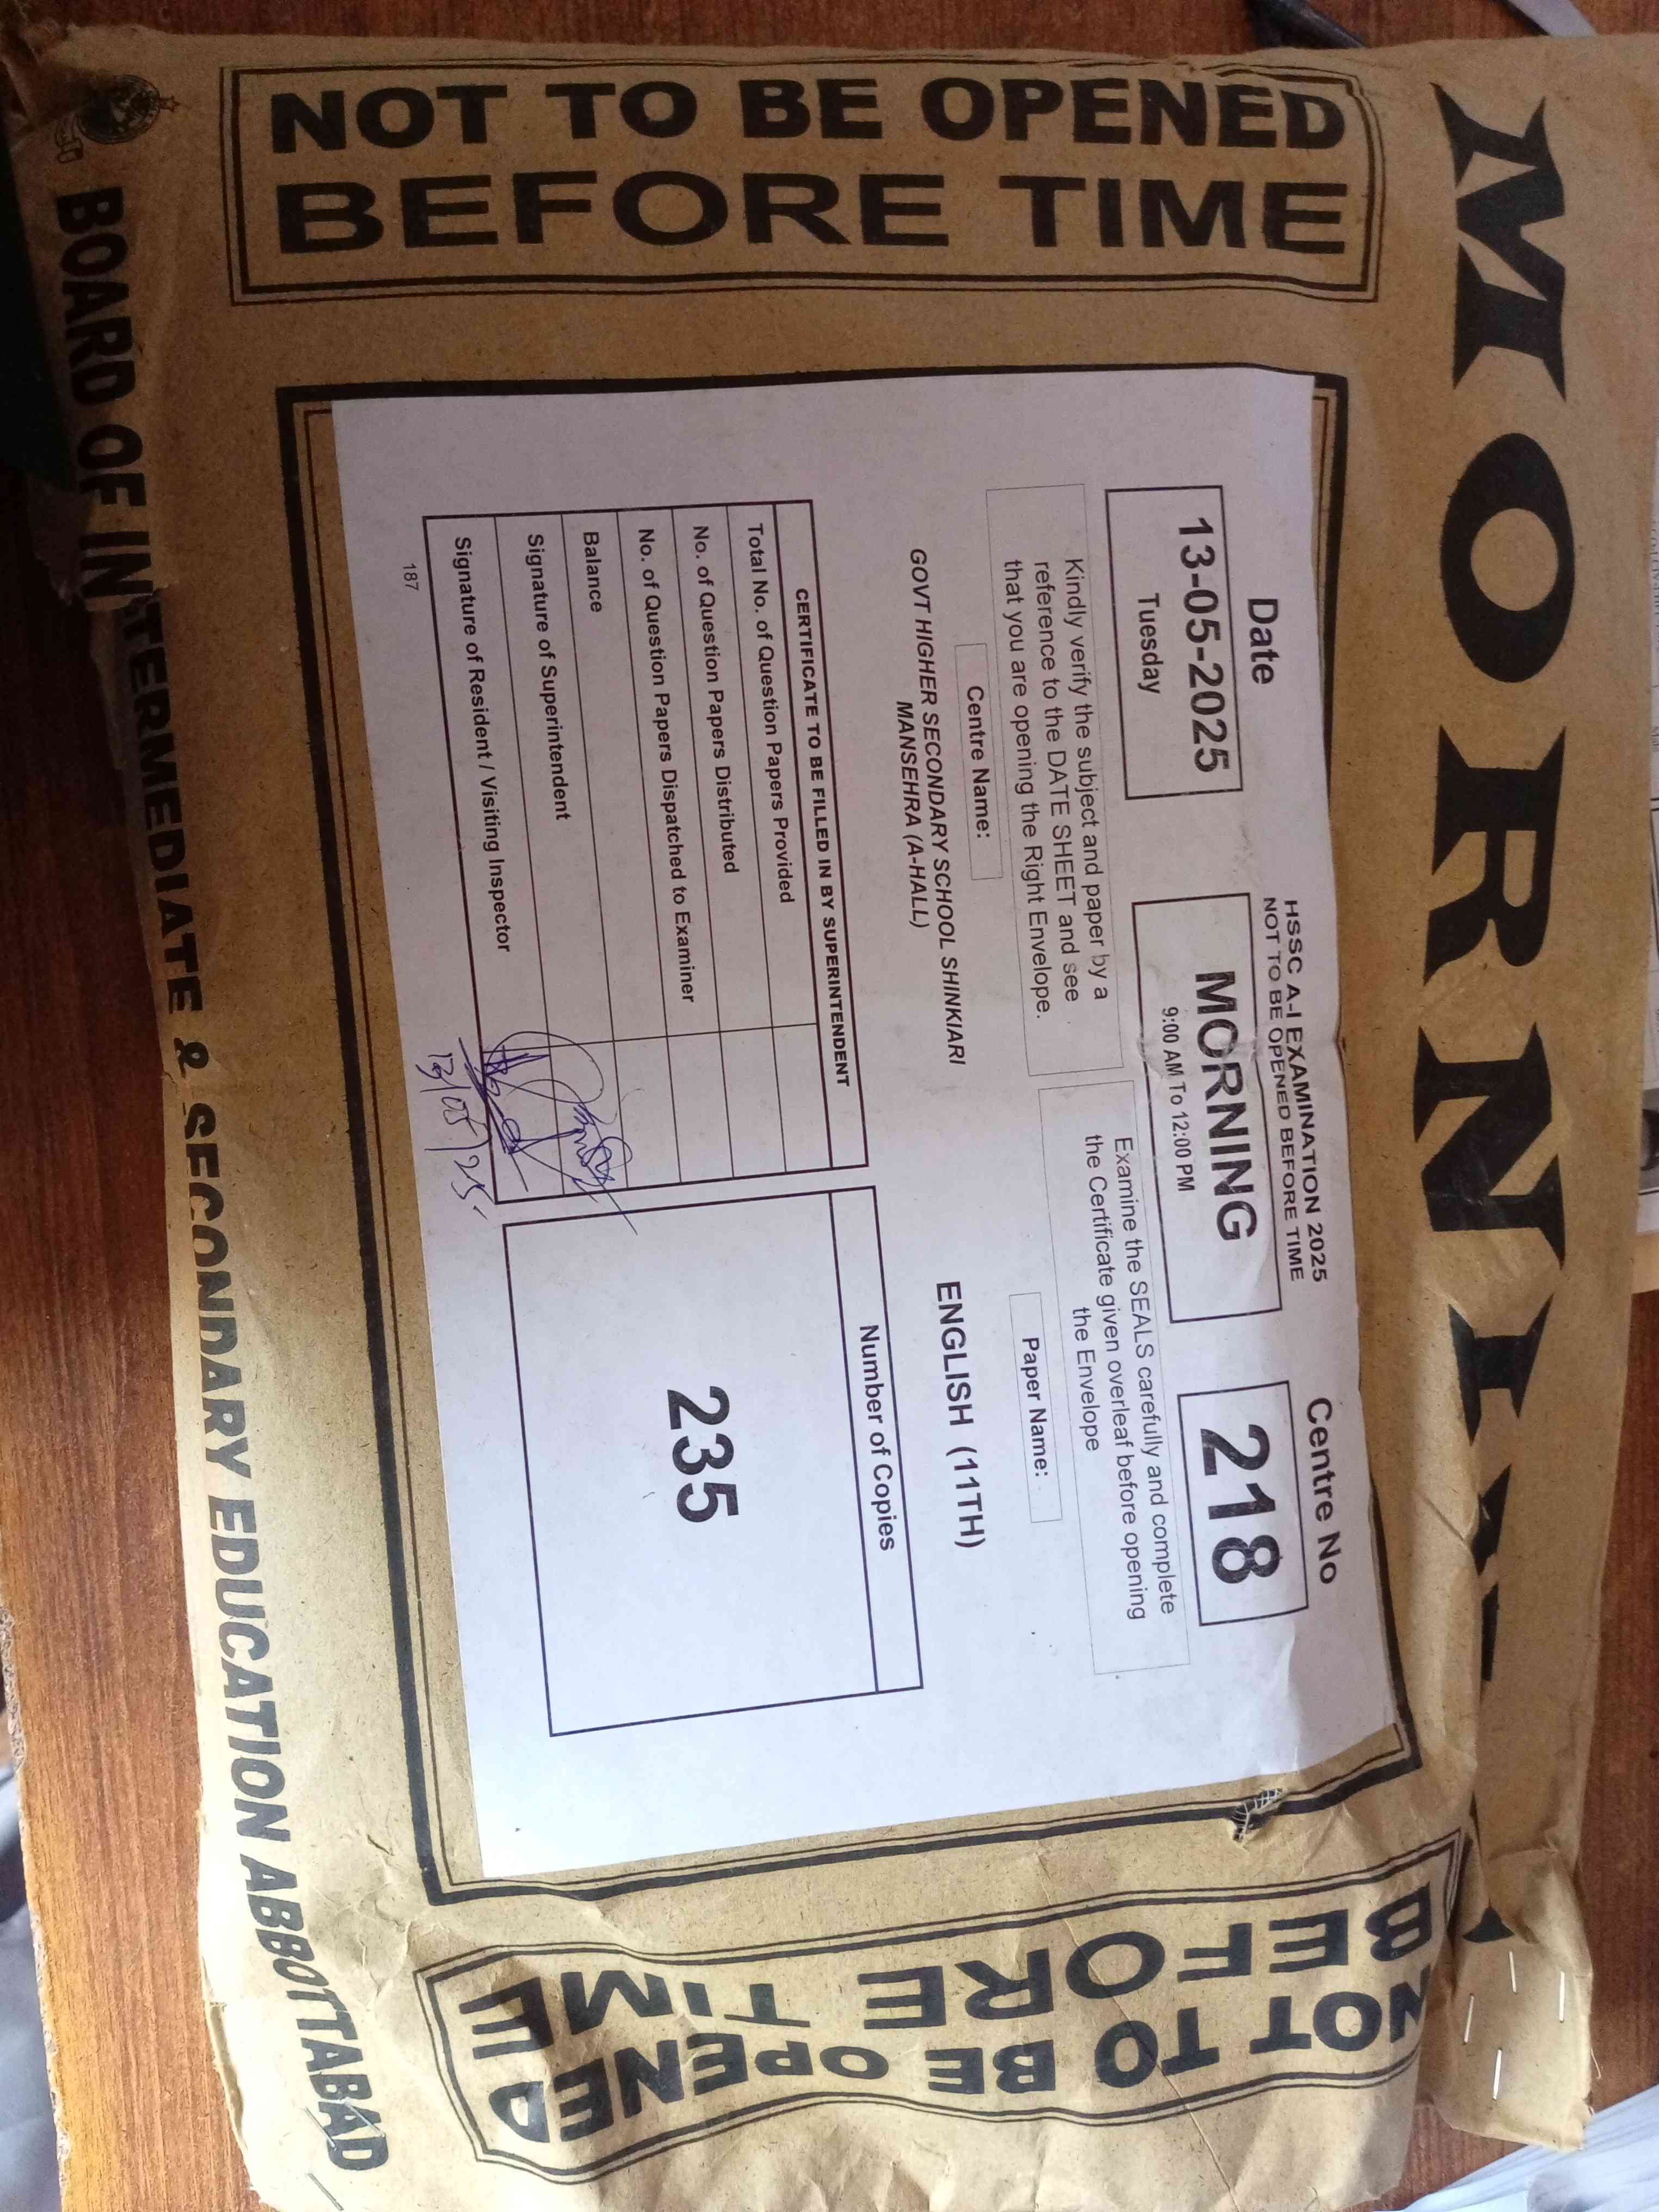 MORNI
NOT TO BE OPENED
BEFORE TIME
HSSC A-I EXAMINATION 2025
NOT TO BE OPENED BEFORE TIME
Date
13-05-2025
Tuesday
MORNING
9:00 AM To 12:00 PM
Centre No
218
Kindly verify the subject and paper by a
reference to the DATE SHEET and see
that you are opening the Right Envelope.
Examine the SEALS carefully and complete
the Certificate given overleaf before opening
the Envelope
Centre Name:
GOVT HIGHER SECONDARY SCHOOL SHINKIARI
MANSEHRA (A-HALL)
Paper Name:
ENGLISH (11TH)
CERTIFICATE TO BE FILLED IN BY SUPERINTENDENT
Total No. of Question Papers Provided
No. of Question Papers Distributed
No. of Question Papers Dispatched to Examiner
Balance
Signature of Superintendent
Signature of Resident / Visiting Inspector
187
Number of Copies
235
NOT TO BE OPENED
BEFORE TIME
BOARD OF INTERMEDIATE & SECONDARY EDUCATION ABBOTTABAD